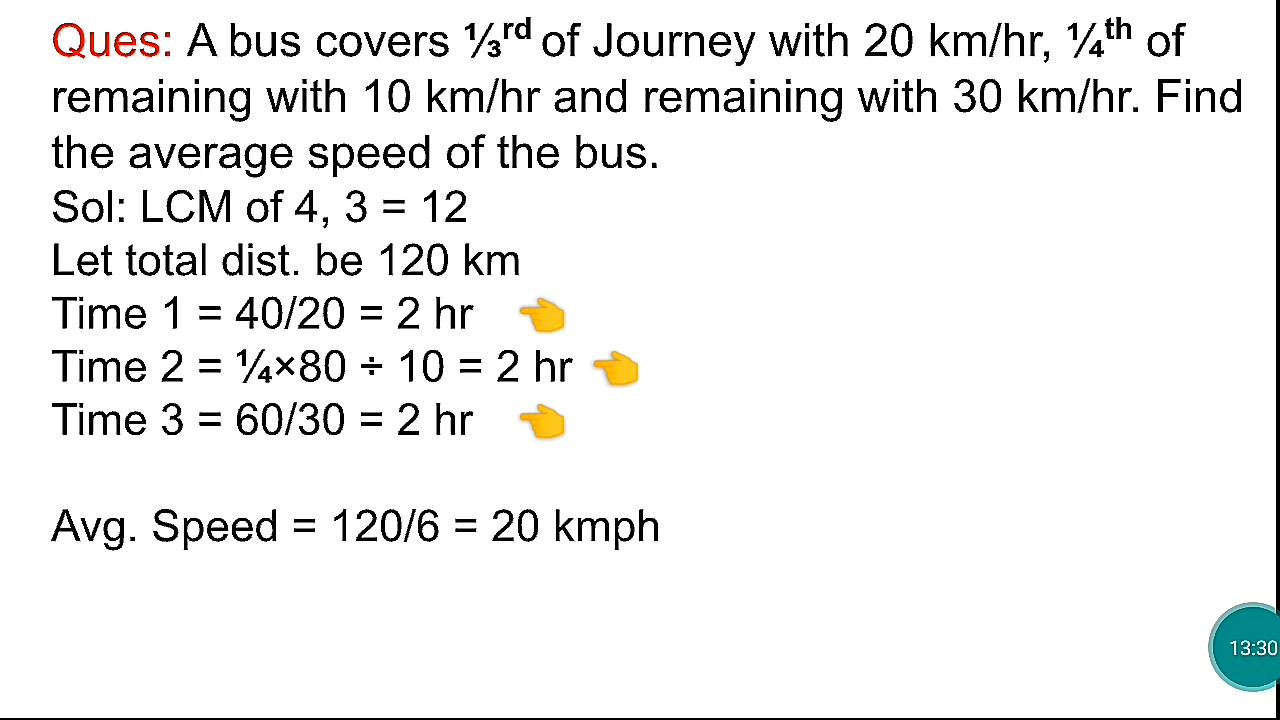 Ques: A bus covers ⅓ʳᵈ of Journey with 20 km/hr, ¼ᵗʰ of
remaining with 10 km/hr and remaining with 30 km/hr. Find
the average speed of the bus.
Sol: LCM of 4, 3 = 12
Let total dist. be 120 km
Time 1 = 40/20 = 2 hr 👈
Time 2 = ¼×80 ÷ 10 = 2 hr 👈
Time 3 = 60/30 = 2 hr 👈
Avg. Speed = 120/6 = 20 kmph
13:30